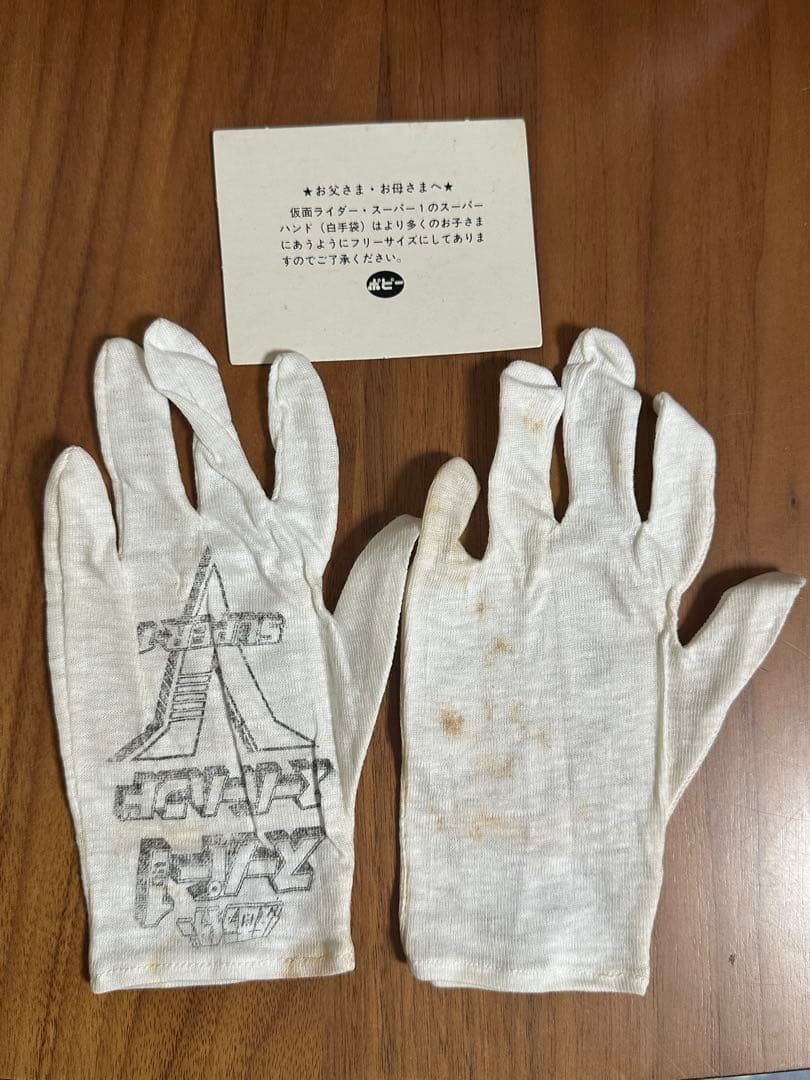 ★お父さま・お母さまへ★
仮面ライダー・スーパー1のスーパー
ハンド（白手袋）はより多くのお子さま
にあうようにフリーサイズにしてありま
すのでご了承ください。
ポピー
SUPER-1